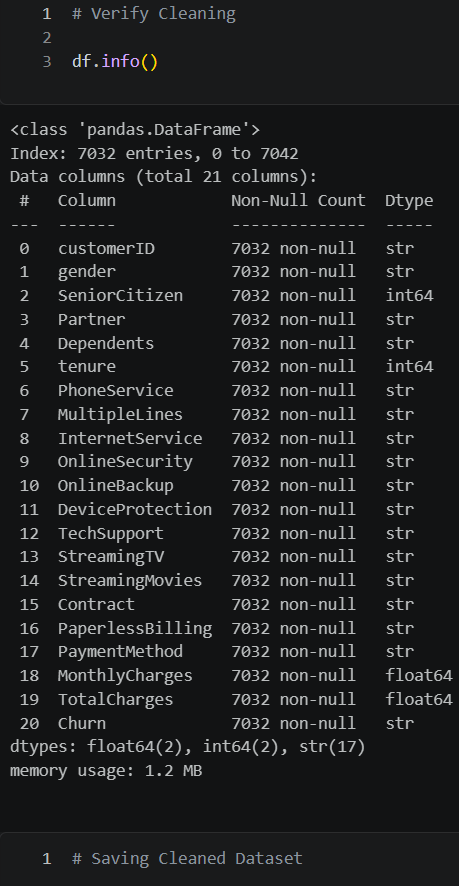 1 # Verify Cleaning
2
3 df.info()
<class 'pandas.DataFrame'>
Index: 7032 entries, 0 to 7042
Data columns (total 21 columns):
 #   Column            Non-Null Count  Dtype
---  ------            --------------  -----
 0   customerID        7032 non-null   str
 1   gender            7032 non-null   str
 2   SeniorCitizen     7032 non-null   int64
 3   Partner           7032 non-null   str
 4   Dependents        7032 non-null   str
 5   tenure            7032 non-null   int64
 6   PhoneService      7032 non-null   str
 7   MultipleLines     7032 non-null   str
 8   InternetService   7032 non-null   str
 9   OnlineSecurity    7032 non-null   str
 10  OnlineBackup      7032 non-null   str
 11  DeviceProtection  7032 non-null   str
 12  TechSupport       7032 non-null   str
 13  StreamingTV       7032 non-null   str
 14  StreamingMovies   7032 non-null   str
 15  Contract          7032 non-null   str
 16  PaperlessBilling  7032 non-null   str
 17  PaymentMethod     7032 non-null   str
 18  MonthlyCharges    7032 non-null   float64
 19  TotalCharges      7032 non-null   float64
 20  Churn             7032 non-null   str
dtypes: float64(2), int64(2), str(17)
memory usage: 1.2 MB
1 # Saving Cleaned Dataset